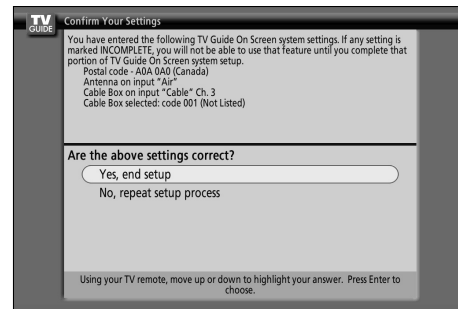 TV
GUIDE
Confirm Your Settings
You have entered the following TV Guide On Screen system settings. If any setting is
marked INCOMPLETE, you will not be able to use that feature until you complete that
portion of TV Guide On Screen system setup.
Postal code - A0A 0A0 (Canada)
Antenna on input “Air”
Cable Box on input “Cable” Ch. 3
Cable Box selected: code 001 (Not Listed)
Are the above settings correct?
Yes, end setup
No, repeat setup process
Using your TV remote, move up or down to highlight your answer. Press Enter to
choose.